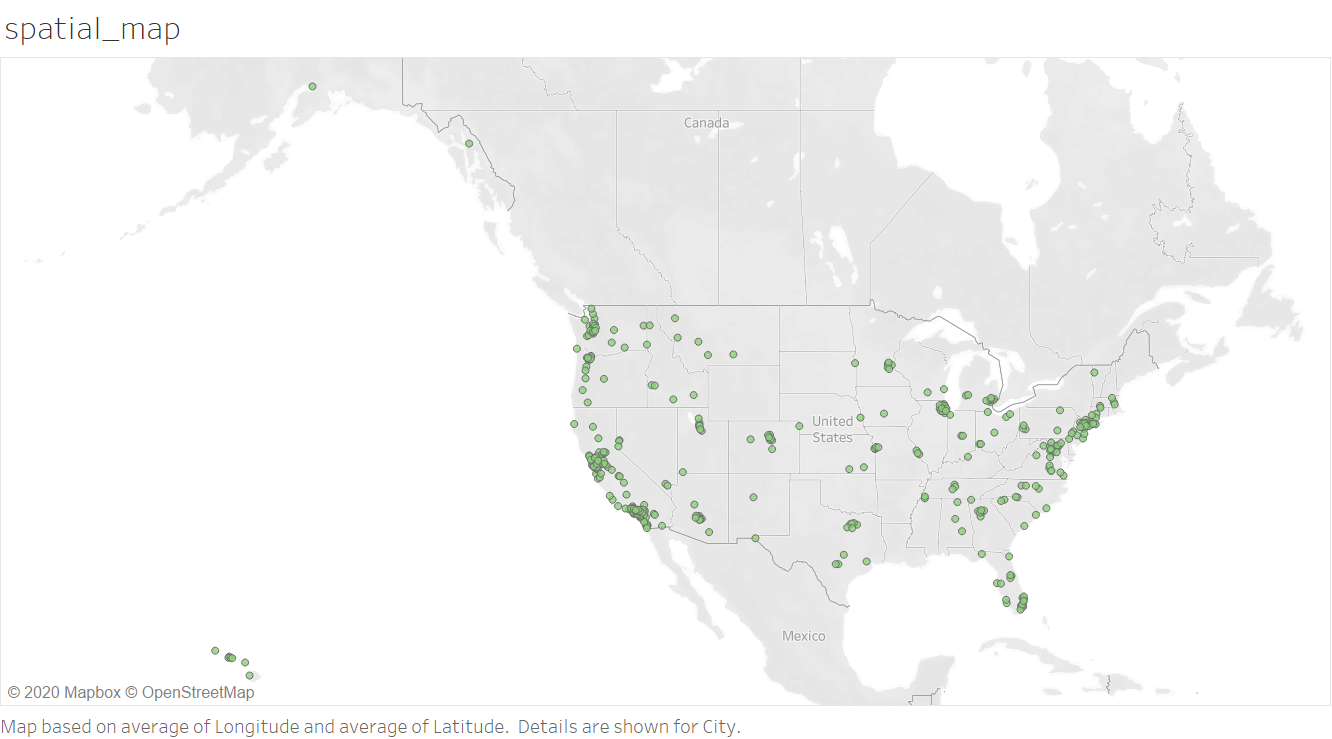 spatial_map
Canada
United
States
Mexico
© 2020 Mapbox © OpenStreetMap
Map based on average of Longitude and average of Latitude. Details are shown for City.